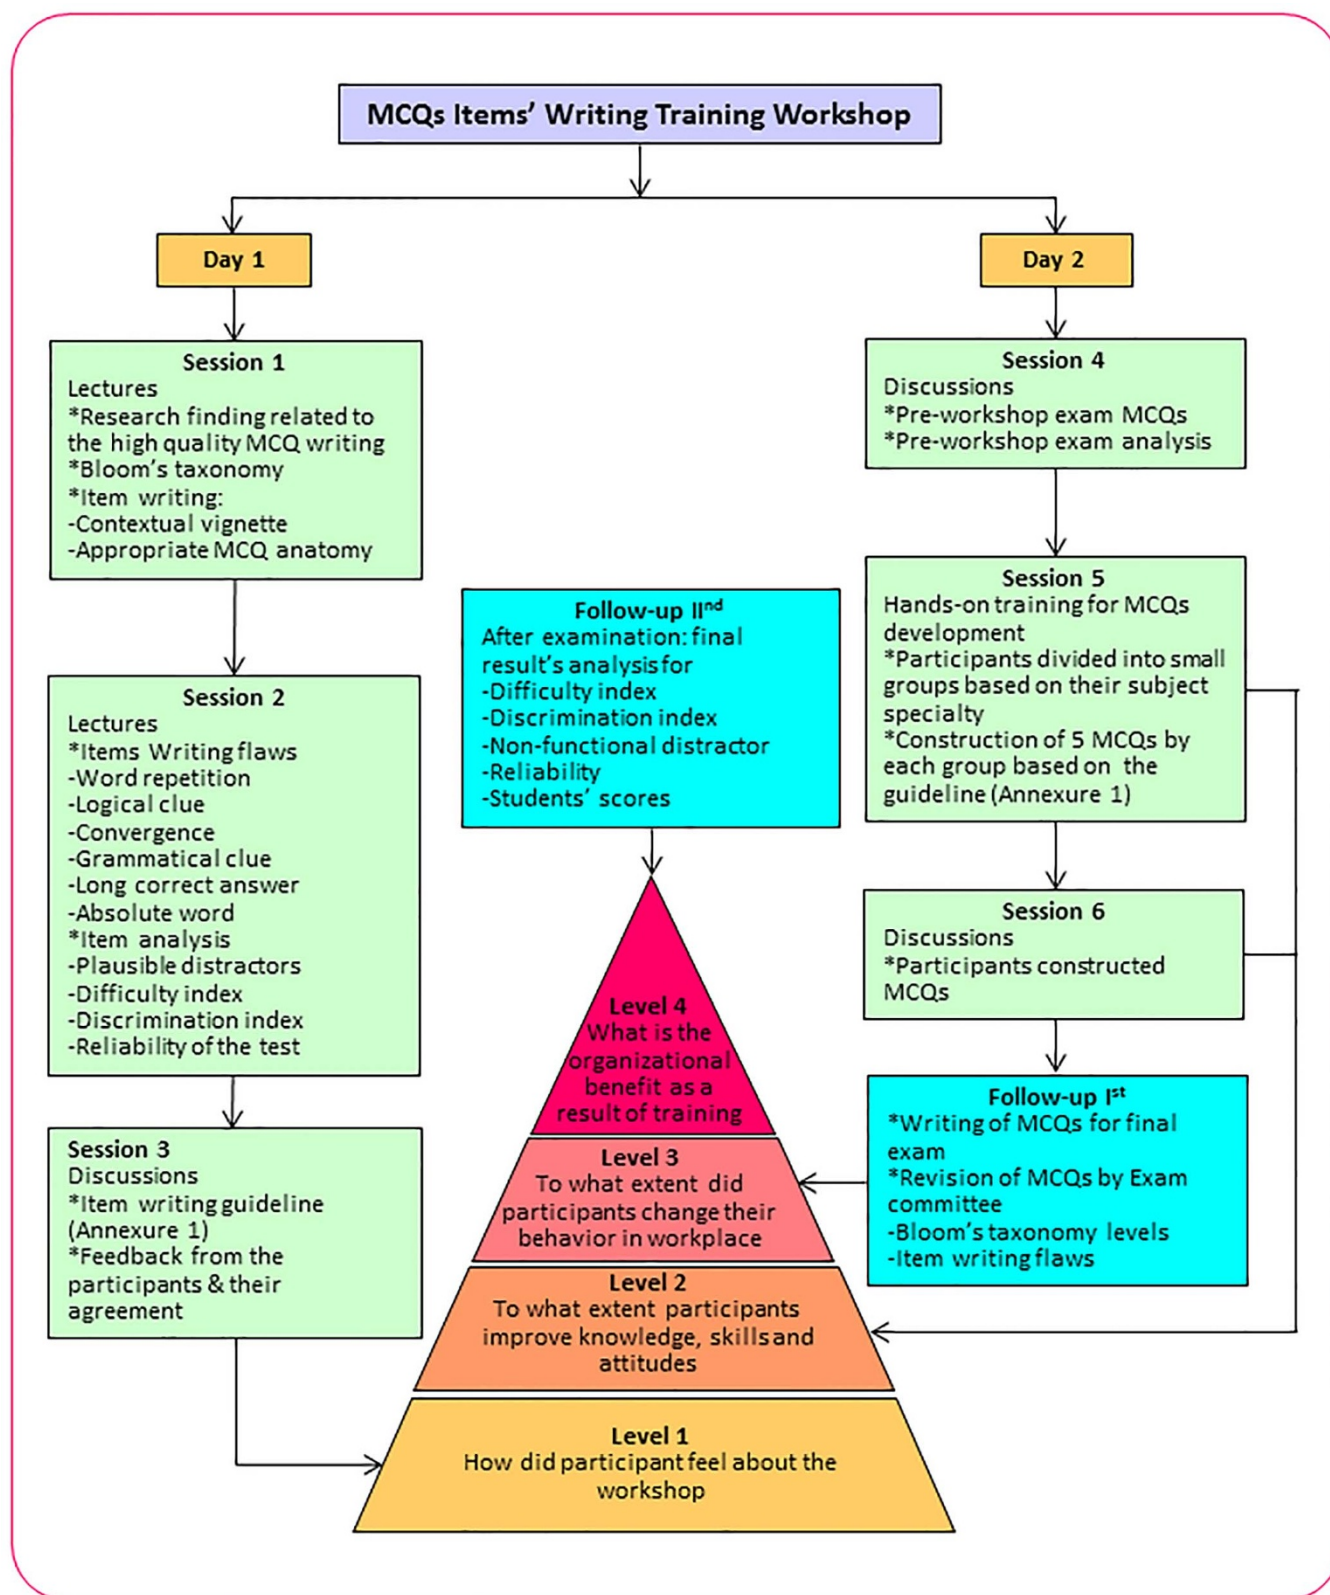 MCQs Items' Writing Training Workshop
Day 1
Session 1
Lectures
*Research finding related to
the high quality MCQ writing
*Bloom's taxonomy
*Item writing:
-Contextual vignette
-Appropriate MCQ anatomy
Session 2
Lectures
*Items Writing flaws
-Word repetition
-Logical clue
-Convergence
-Grammatical clue
-Long correct answer
-Absolute word
*Item analysis
-Plausible distractors
-Difficulty index
-Discrimination index
-Reliability of the test
Session 3
Discussions
*Item writing guideline
(Annexure 1)
*Feedback from the
participants & their
agreement
Day 2
Session 4
Discussions
*Pre-workshop exam MCQs
*Pre-workshop exam analysis
Session 5
Hands-on training for MCQs
development
*Participants divided into small
groups based on their subject
specialty
*Construction of 5 MCQs by
each group based on the
guideline (Annexure 1)
Session 6
Discussions
*Participants constructed
MCQs
Follow-up Ist
*Writing of MCQs for final
exam
*Revision of MCQs by Exam
committee
-Bloom's taxonomy levels
-Item writing flaws
Follow-up IInd
After examination: final
result's analysis for
-Difficulty index
-Discrimination index
-Non-functional distractor
-Reliability
-Students' scores
Level 4
What is the
organizational
benefit as a
result of training
Level 3
To what extent did
participants change their
behavior in workplace
Level 2
To what extent participants
improve knowledge, skills and
attitudes
Level 1
How did participant feel about the
workshop